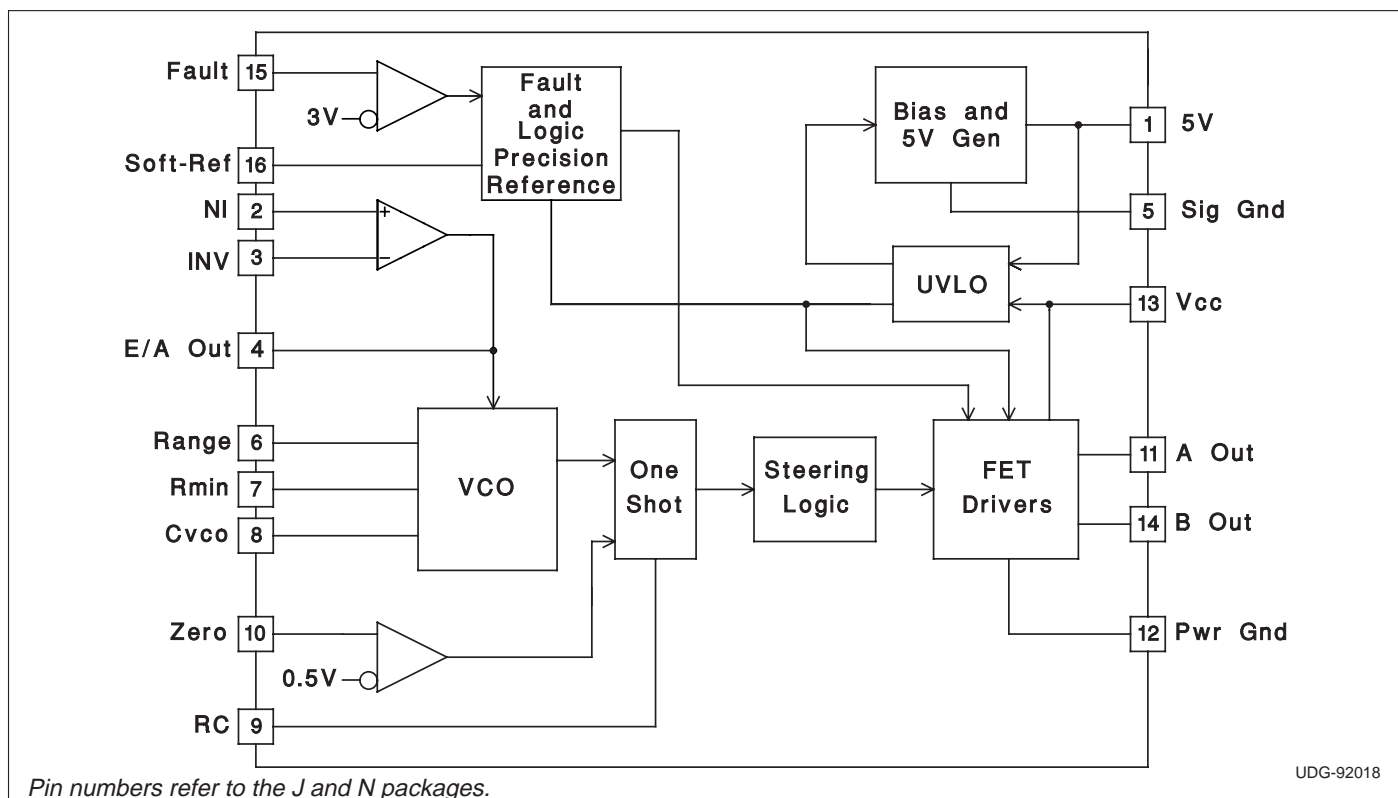 Fault 15
3V
Fault
and
Logic
Precision
Reference
Soft-Ref 16
NI 2
+
INV 3
−
E/A Out 4
Range 6
Rmin 7
Cvco 8
VCO
Zero 10
0.5V
RC 9
One
Shot
Steering
Logic
Bias and
5V Gen
UVLO
FET
Drivers
1 5V
5 Sig Gnd
13 Vcc
11 A Out
14 B Out
12 Pwr Gnd
Pin numbers refer to the J and N packages.
UDG-92018